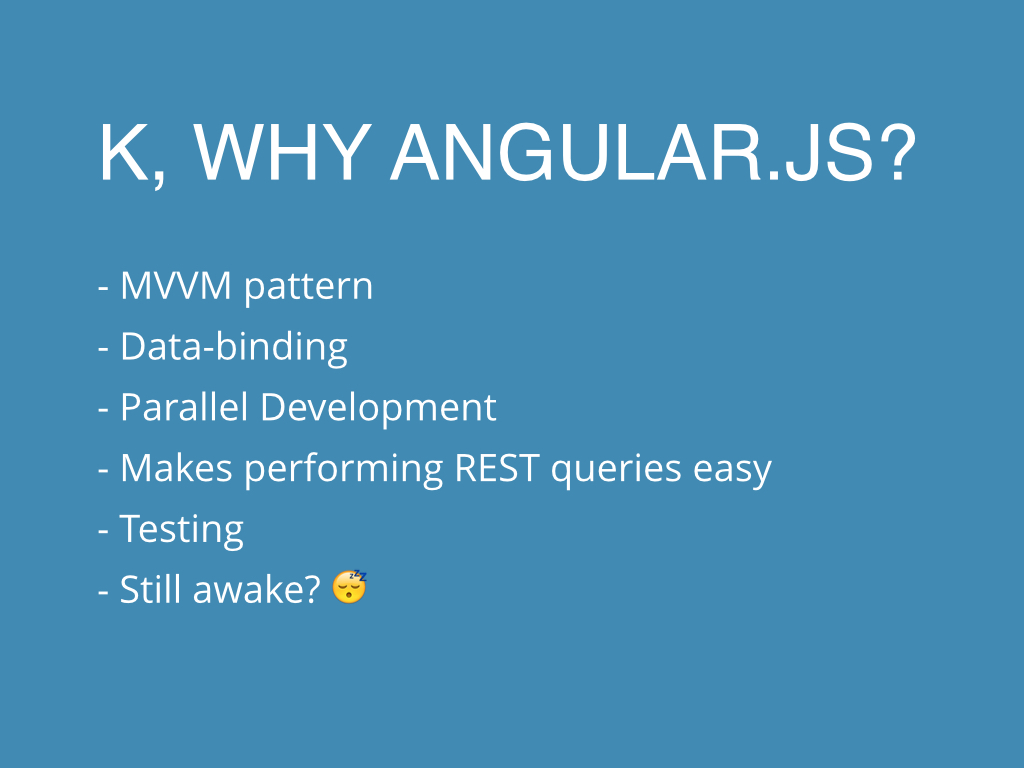 K, WHY ANGULAR.JS?
- MVVM pattern
- Data-binding
- Parallel Development
- Makes performing REST queries easy
- Testing
- Still awake? 😴